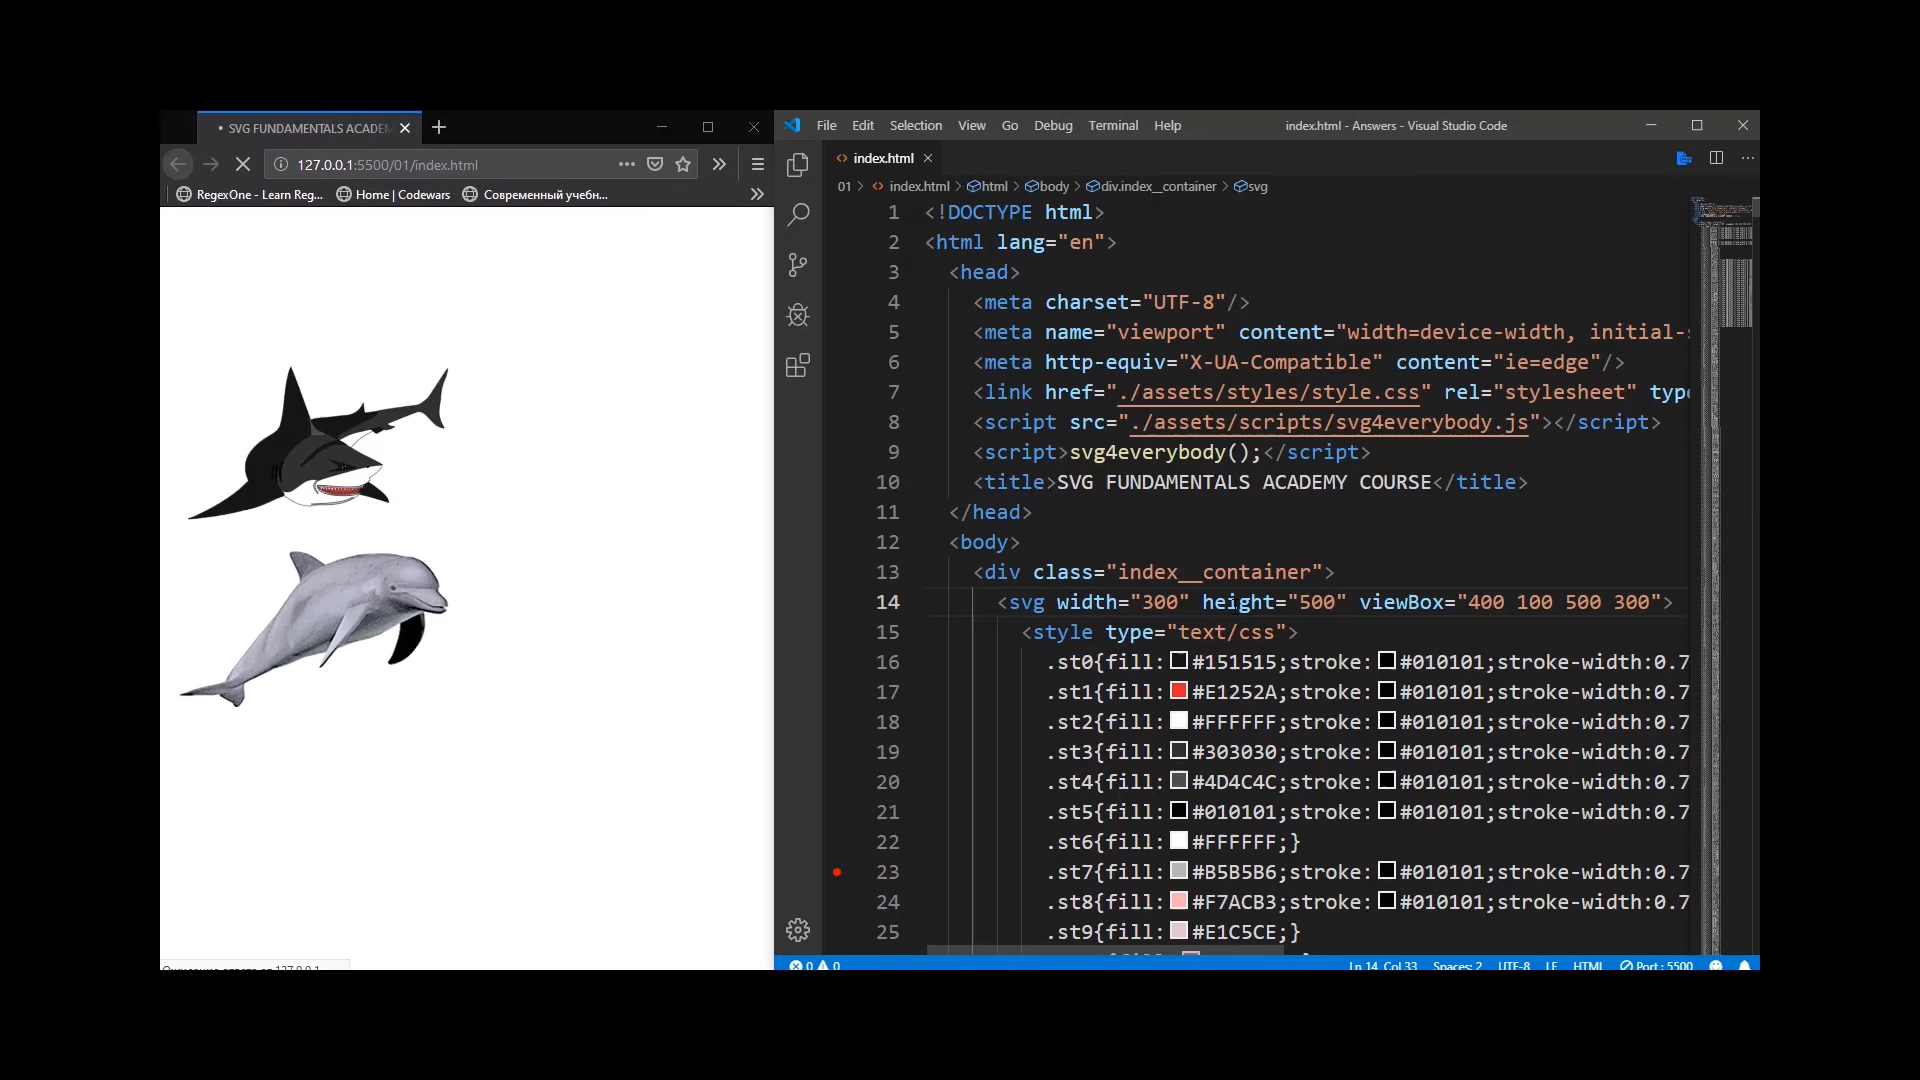 SVG FUNDAMENTALS ACADEM
127.0.0.1:5500/01/index.html
RegexOne - Learn Reg...
Home | Codewars
Современный учебн...
File Edit Selection View Go Debug Terminal Help
index.html - Answers - Visual Studio Code
index.html
01 > index.html > html > body > div.index__container > svg
1 <!DOCTYPE html>
2 <html lang="en">
3 <head>
4 <meta charset="UTF-8"/>
5 <meta name="viewport" content="width=device-width, initial-s
6 <meta http-equiv="X-UA-Compatible" content="ie=edge"/>
7 <link href="./assets/styles/style.css" rel="stylesheet" type
8 <script src="./assets/scripts/svg4everybody.js"></script>
9 <script>svg4everybody();</script>
10 <title>SVG FUNDAMENTALS ACADEMY COURSE</title>
11 </head>
12 <body>
13 <div class="index__container">
14 <svg width="300" height="500" viewBox="400 100 500 300">
15 <style type="text/css">
16 .st0{fill:#151515;stroke:#010101;stroke-width:0.7
17 .st1{fill:#E1252A;stroke:#010101;stroke-width:0.7
18 .st2{fill:#FFFFFF;stroke:#010101;stroke-width:0.7
19 .st3{fill:#303030;stroke:#010101;stroke-width:0.7
20 .st4{fill:#4D4C4C;stroke:#010101;stroke-width:0.7
21 .st5{fill:#010101;stroke:#010101;stroke-width:0.7
22 .st6{fill:#FFFFFF;}
23 .st7{fill:#B5B5B6;stroke:#010101;stroke-width:0.7
24 .st8{fill:#F7ACB3;stroke:#010101;stroke-width:0.7
25 .st9{fill:#E1C5CE;}
0 0
Ln 14, Col 33 Spaces: 2 UTF-8 LF HTML Port : 5500